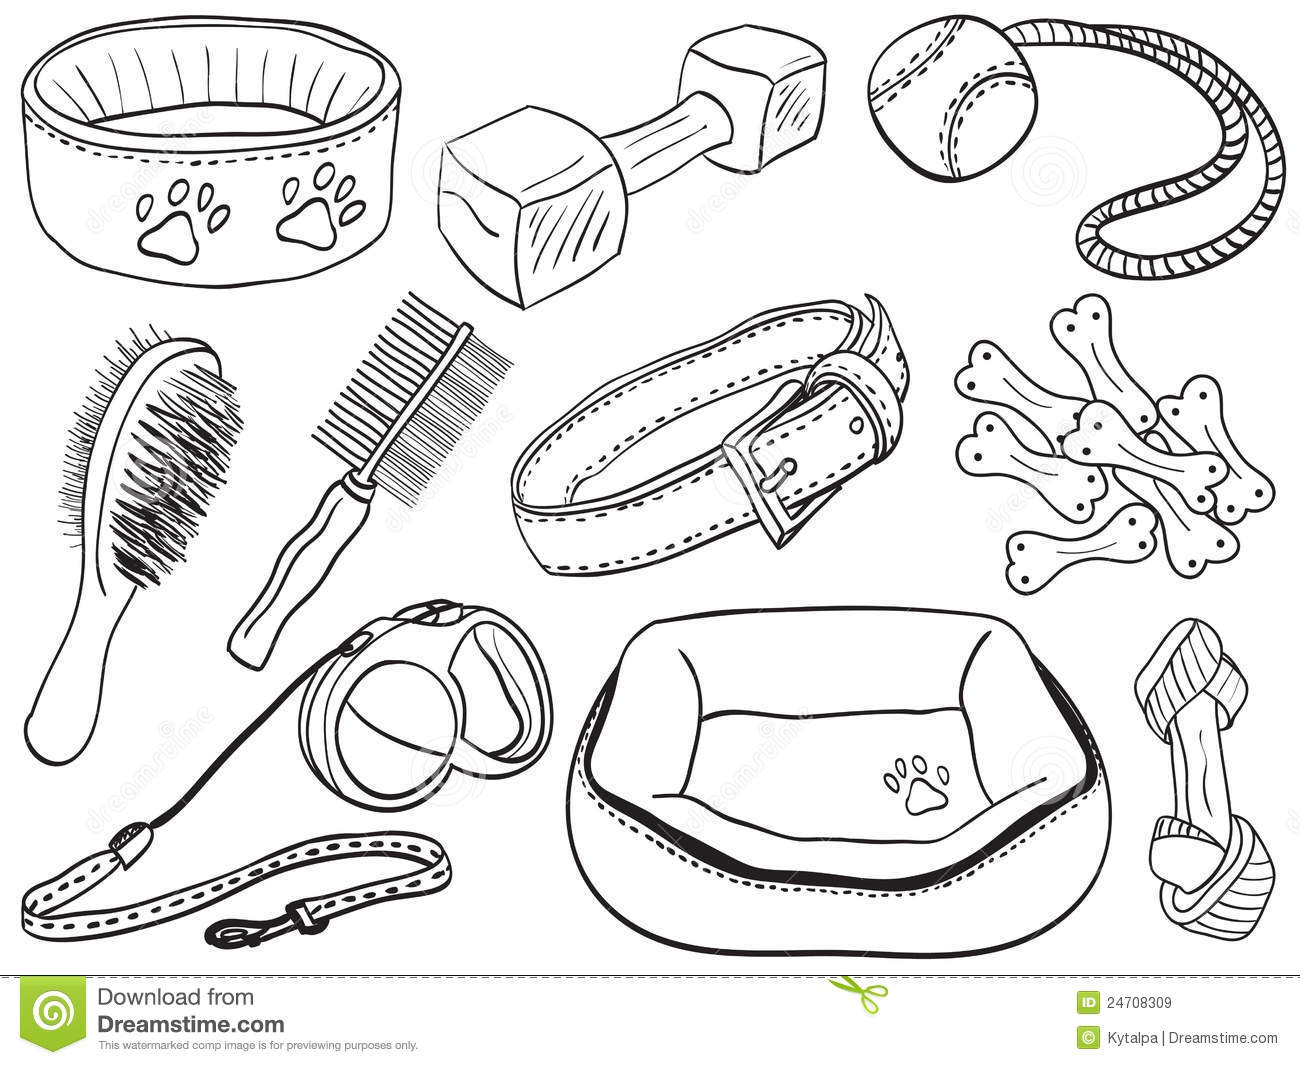 Download from
Dreamstime.com
This watermarked comp image is for previewing purposes only.
ID 24708309
© Kytalpa | Dreamstime.com